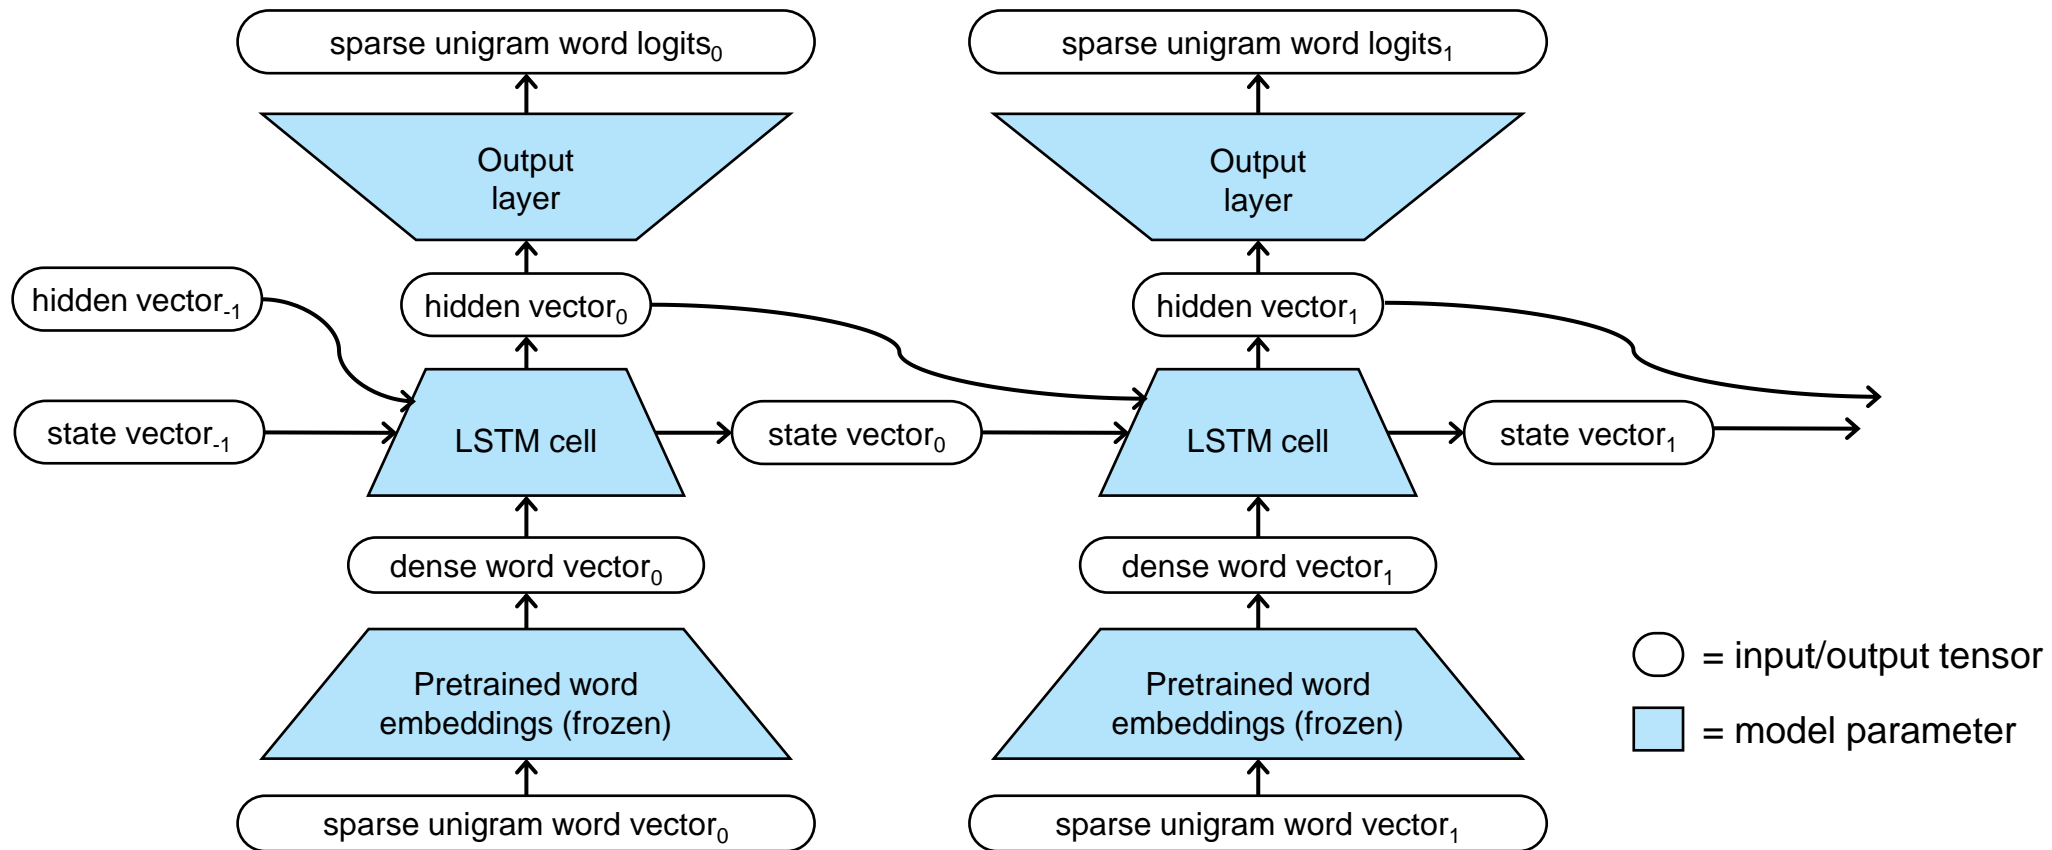 sparse unigram word logits₀
sparse unigram word logits₁
Output
layer
Output
layer
hidden vector₋₁
hidden vector₀
hidden vector₁
state vector₋₁
LSTM cell
state vector₀
LSTM cell
state vector₁
dense word vector₀
dense word vector₁
Pretrained word
embeddings (frozen)
Pretrained word
embeddings (frozen)
= input/output tensor
= model parameter
sparse unigram word vector₀
sparse unigram word vector₁